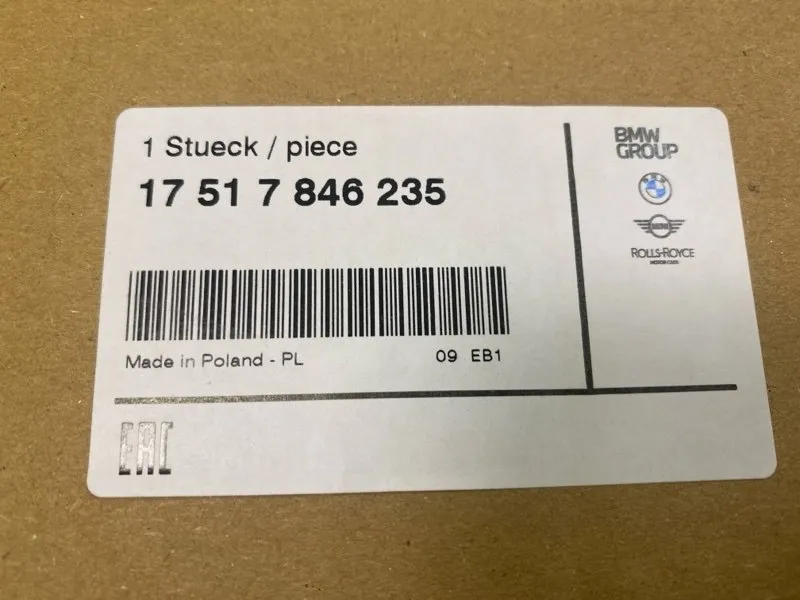 1 Stueck / piece
17 51 7 846 235
Made in Poland - PL
09 EB1
BMW
GROUP
MINI
ROLLS-ROYCE
MOTOR CARS
EAC